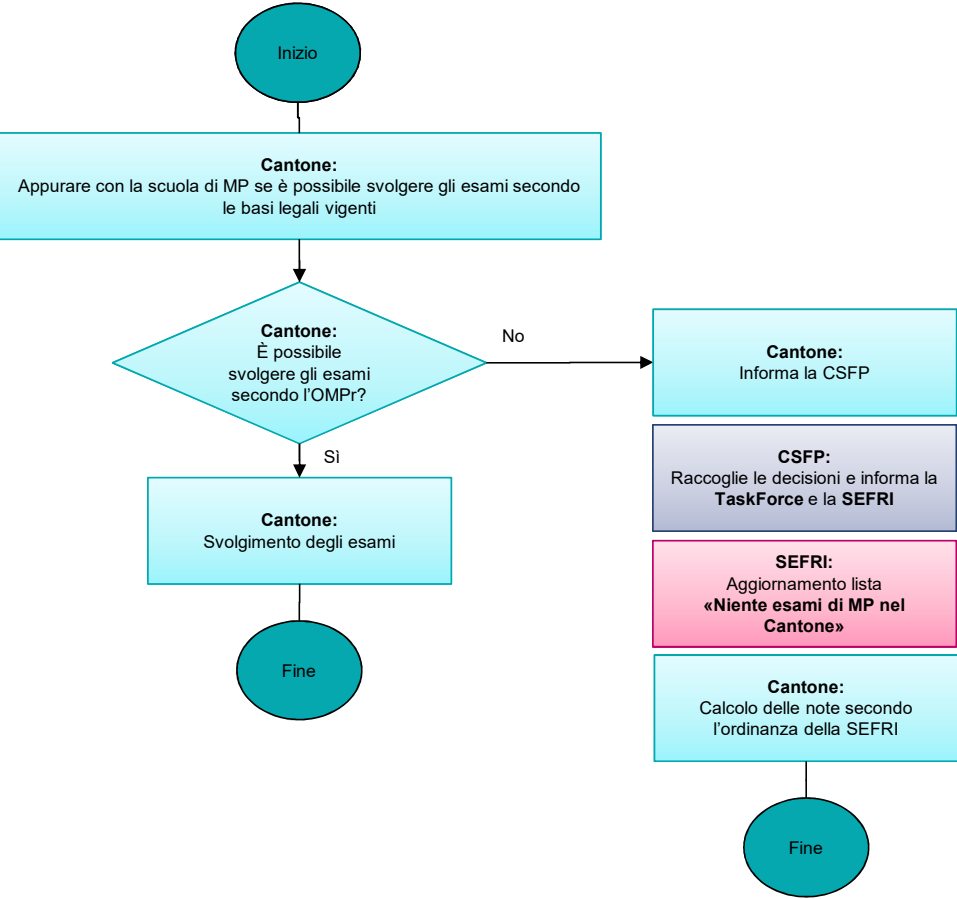 Inizio
Cantone:
Appurare con la scuola di MP se è possibile svolgere gli esami secondo
le basi legali vigenti
Cantone:
È possibile
svolgere gli esami
secondo l'OMPr?
No
Sì
Cantone:
Svolgimento degli esami
Fine
Cantone:
Informa la CSFP
CSFP:
Raccoglie le decisioni e informa la
TaskForce e la SEFRI
SEFRI:
Aggiornamento lista
«Niente esami di MP nel
Cantone»
Cantone:
Calcolo delle note secondo
l'ordinanza della SEFRI
Fine